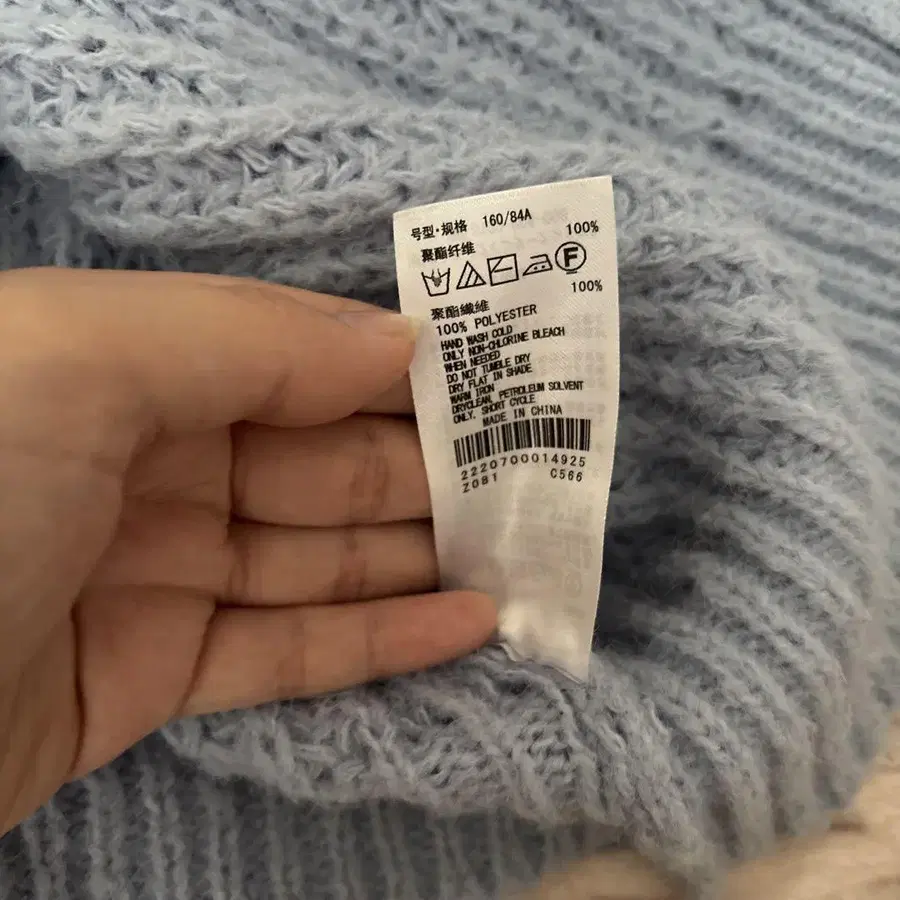 号型·规格 160/84A
聚酯纤维 100%
F
聚酯纖維 100%
100% POLYESTER
HAND WASH COLD
ONLY NON-CHLORINE BLEACH
WHEN NEEDED
DO NOT TUMBLE DRY
DRY FLAT IN SHADE
WARM IRON
DRYCLEAN, PETROLEUM SOLVENT
ONLY. SHORT CYCLE
MADE IN CHINA
2220700014925
Z081 C566